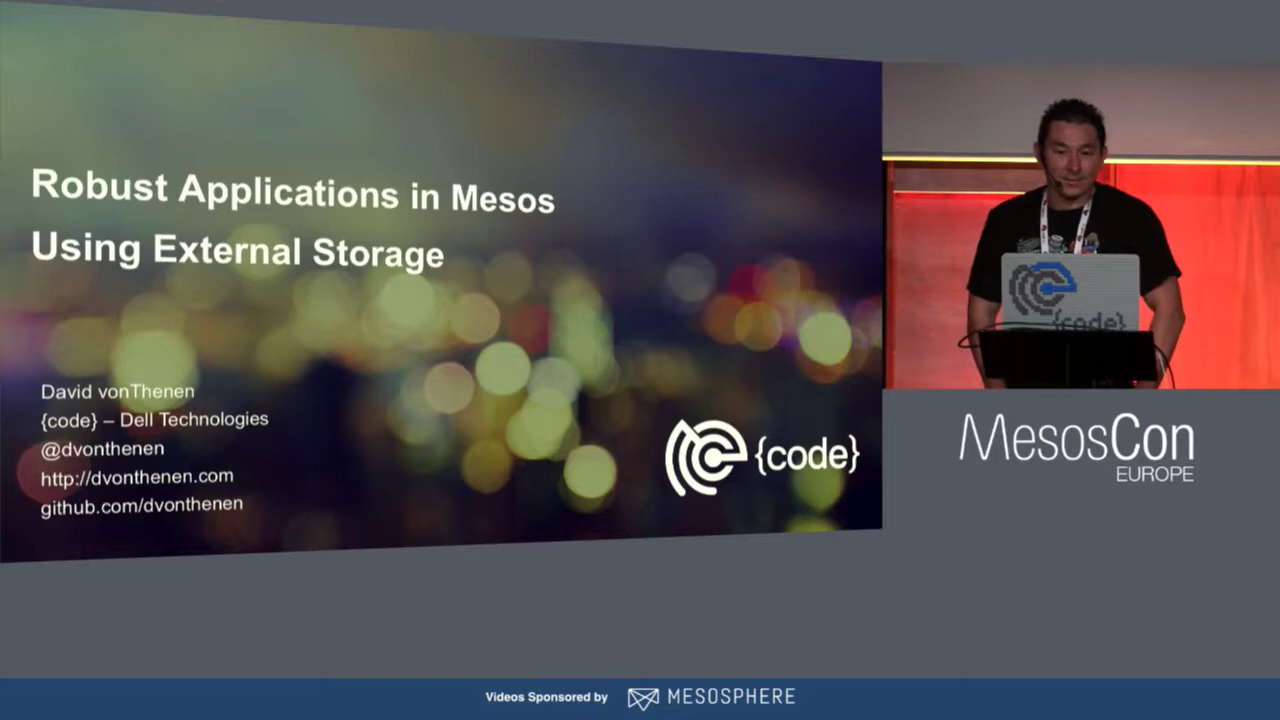 Robust Applications in Mesos
Using External Storage
David vonThenen
{code} – Dell Technologies
@dvonthenen
http://dvonthenen.com
github.com/dvonthenen
{code}
{code}
MesosCon
EUROPE
Videos Sponsored by MESOSPHERE